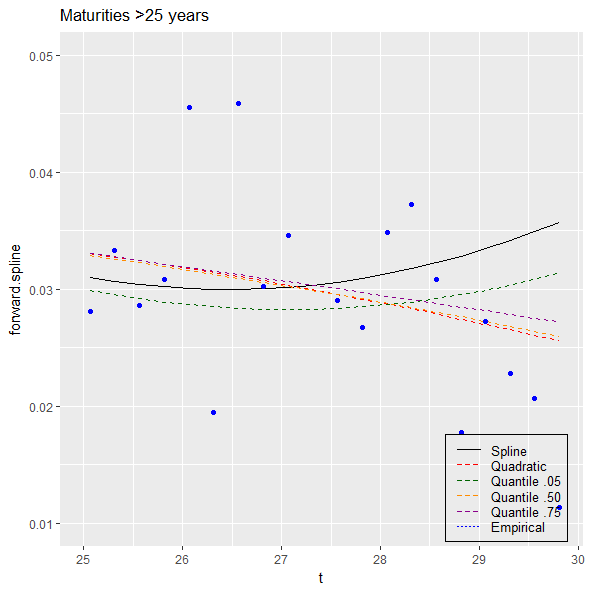 Maturities >25 years
0.05
0.04
0.03
0.02
0.01
forward.spline
Spline
Quadratic
Quantile .05
Quantile .50
Quantile .75
Empirical
25 26 27 28 29 30
t